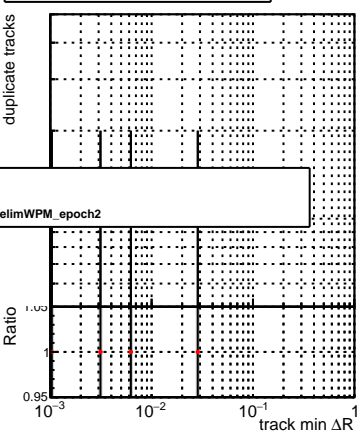 duplicate tracks
elimWPM_epoch2
Ratio
1.05
1
0.95
10⁻³ 10⁻² 10⁻¹ 1
track min ΔR